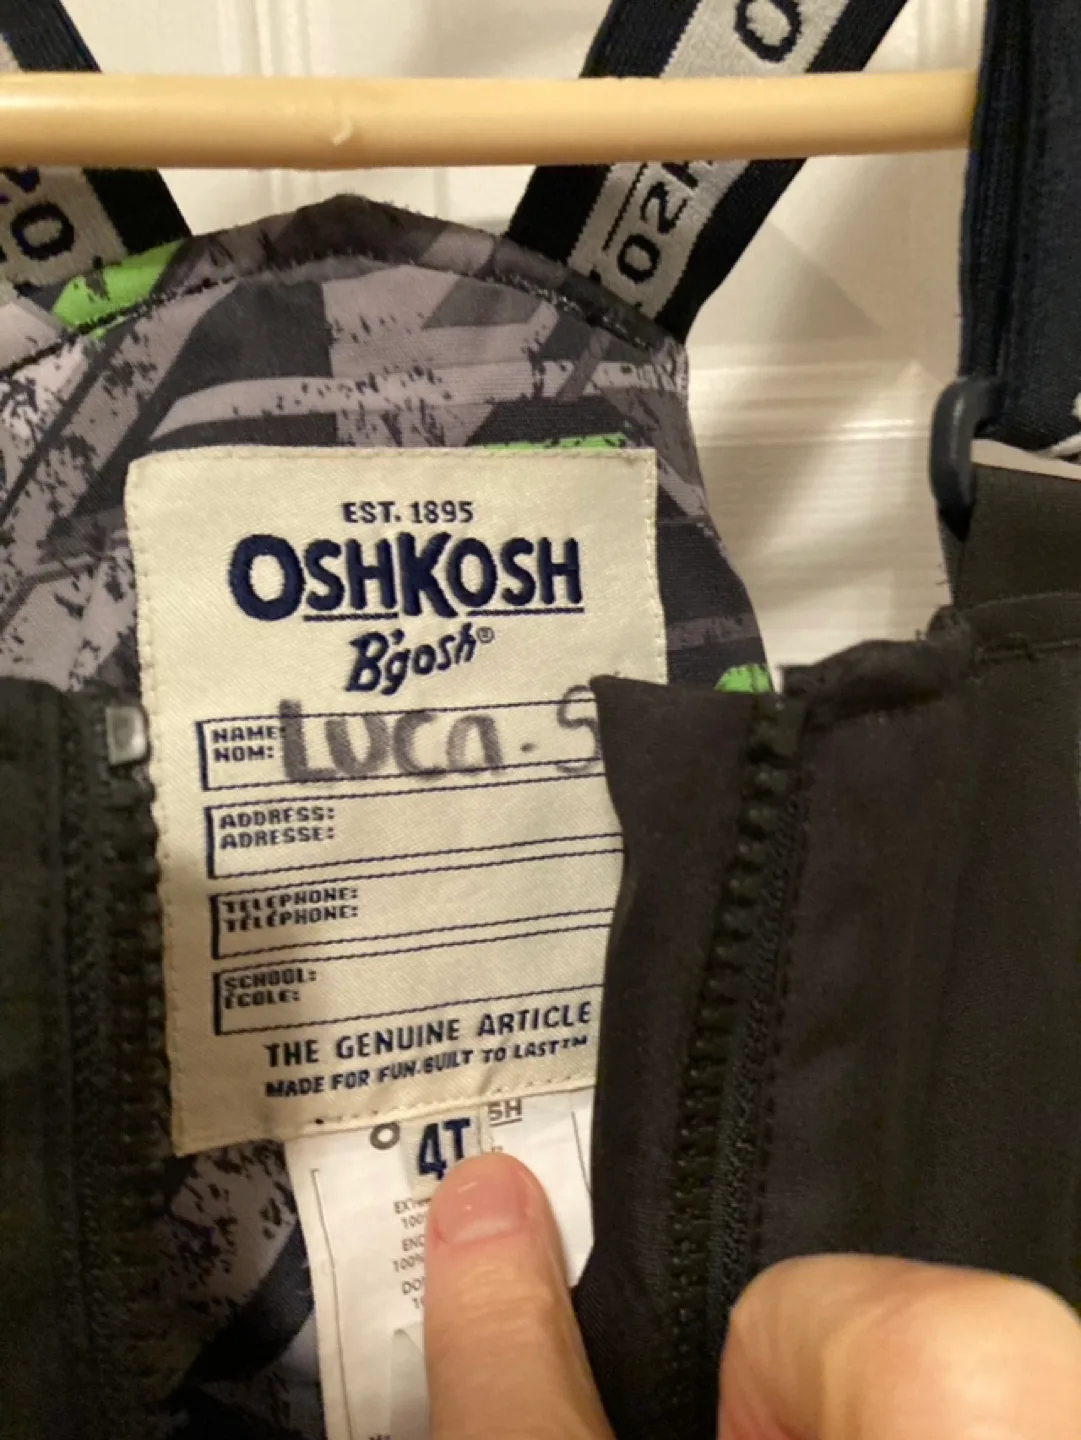 EST. 1895
OSHKOSH
B'gosh®
NAME:
NOM:
Luca. S
ADDRESS:
ADRESSE:
TELEPHONE:
TÉLÉPHONE:
SCHOOL:
ÉCOLE:
THE GENUINE ARTICLE
MADE FOR FUN. BUILT TO LAST™
4T